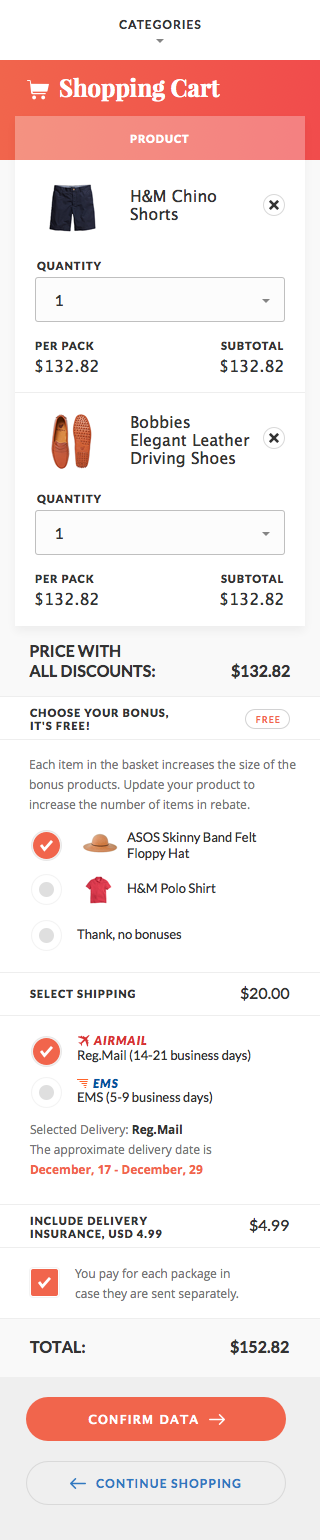 CATEGORIES
Shopping Cart
PRODUCT
H&M Chino
Shorts
QUANTITY
1
PER PACK SUBTOTAL
$132.82 $132.82
Bobbies
Elegant Leather
Driving Shoes
QUANTITY
1
PER PACK SUBTOTAL
$132.82 $132.82
PRICE WITH
ALL DISCOUNTS: $132.82
CHOOSE YOUR BONUS,
IT'S FREE! FREE
Each item in the basket increases the size of the
bonus products. Update your product to
increase the number of items in rebate.
ASOS Skinny Band Felt
Floppy Hat
H&M Polo Shirt
Thank, no bonuses
SELECT SHIPPING $20.00
AIRMAIL
Reg.Mail (14-21 business days)
EMS
EMS (5-9 business days)
Selected Delivery: Reg.Mail
The approximate delivery date is
December, 17 - December, 29
INCLUDE DELIVERY
INSURANCE, USD 4.99 $4.99
You pay for each package in
case they are sent separately.
TOTAL: $152.82
CONFIRM DATA
CONTINUE SHOPPING